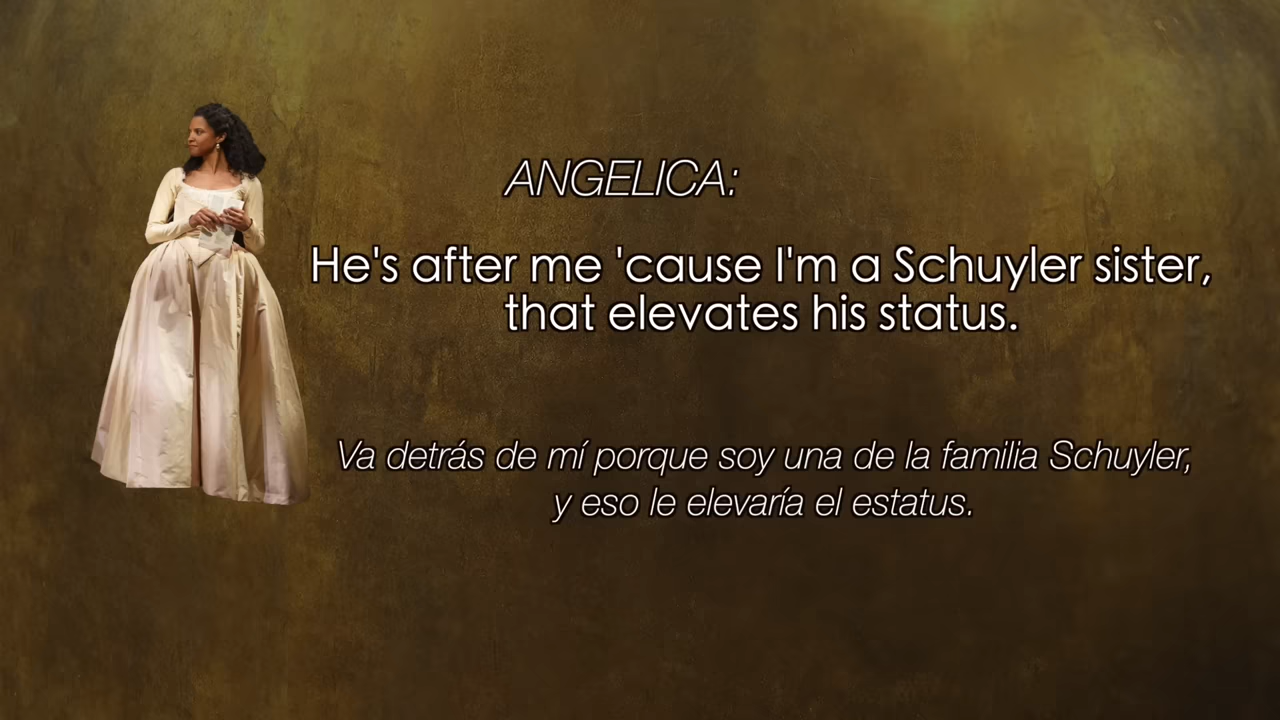 ANGELICA:
He's after me 'cause I'm a Schuyler sister,
that elevates his status.
Va detrás de mí porque soy una de la familia Schuyler,
y eso le elevaría el estatus.